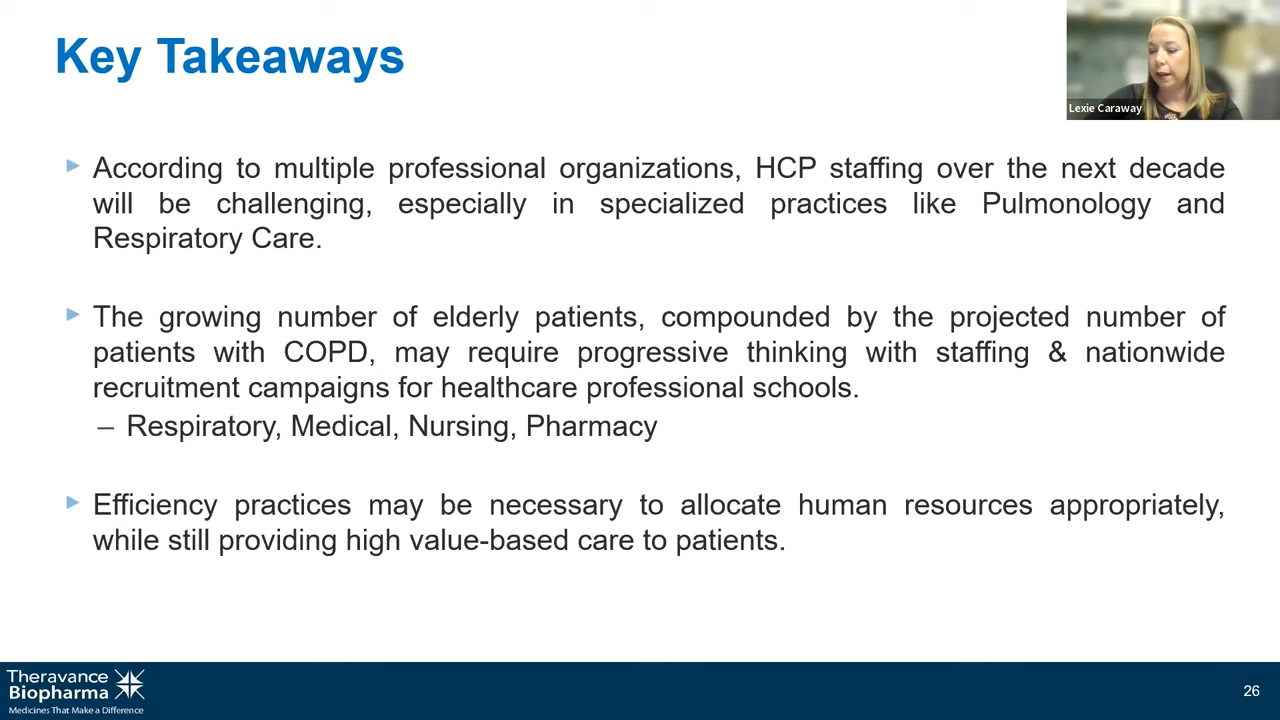 Key Takeaways
Lexie Caraway
According to multiple professional organizations, HCP staffing over the next decade
will be challenging, especially in specialized practices like Pulmonology and
Respiratory Care.
The growing number of elderly patients, compounded by the projected number of
patients with COPD, may require progressive thinking with staffing & nationwide
recruitment campaigns for healthcare professional schools.
– Respiratory, Medical, Nursing, Pharmacy
Efficiency practices may be necessary to allocate human resources appropriately,
while still providing high value-based care to patients.
Theravance
Biopharma
Medicines That Make a Difference
26